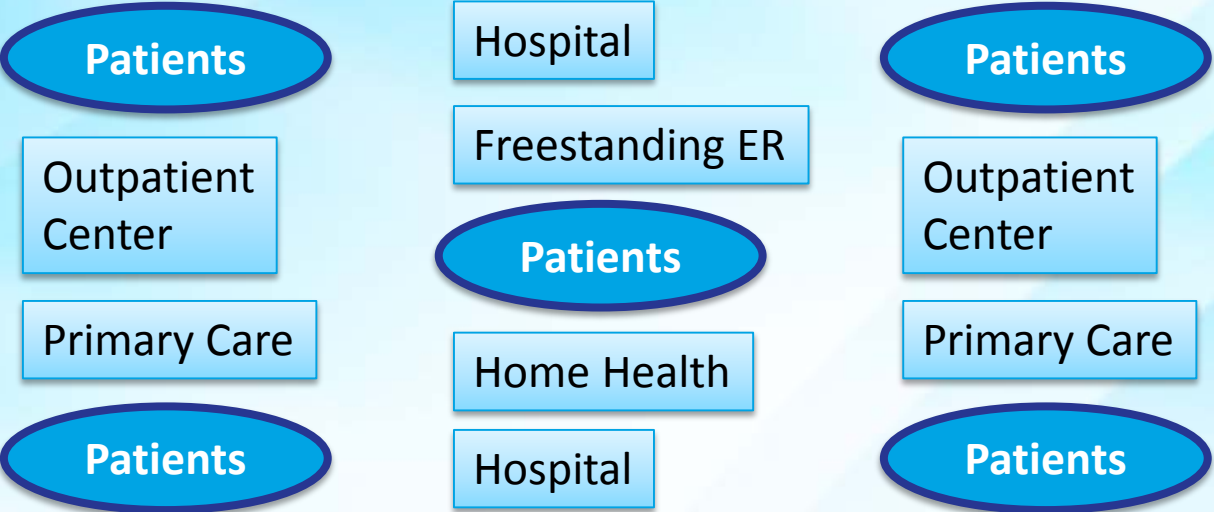 Patients
Outpatient
Center
Primary Care
Patients
Hospital
Freestanding ER
Patients
Home Health
Hospital
Patients
Outpatient
Center
Primary Care
Patients